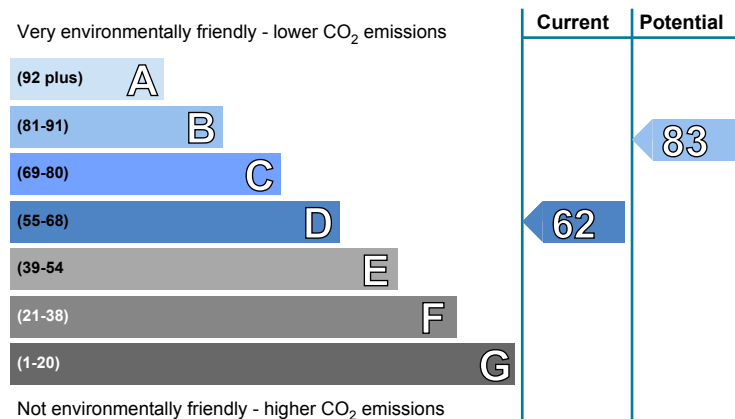 Very environmentally friendly - lower CO₂ emissions
Current
Potential
(92 plus) A
(81-91) B
83
(69-80) C
(55-68) D
62
(39-54 E
(21-38) F
(1-20) G
Not environmentally friendly - higher CO₂ emissions